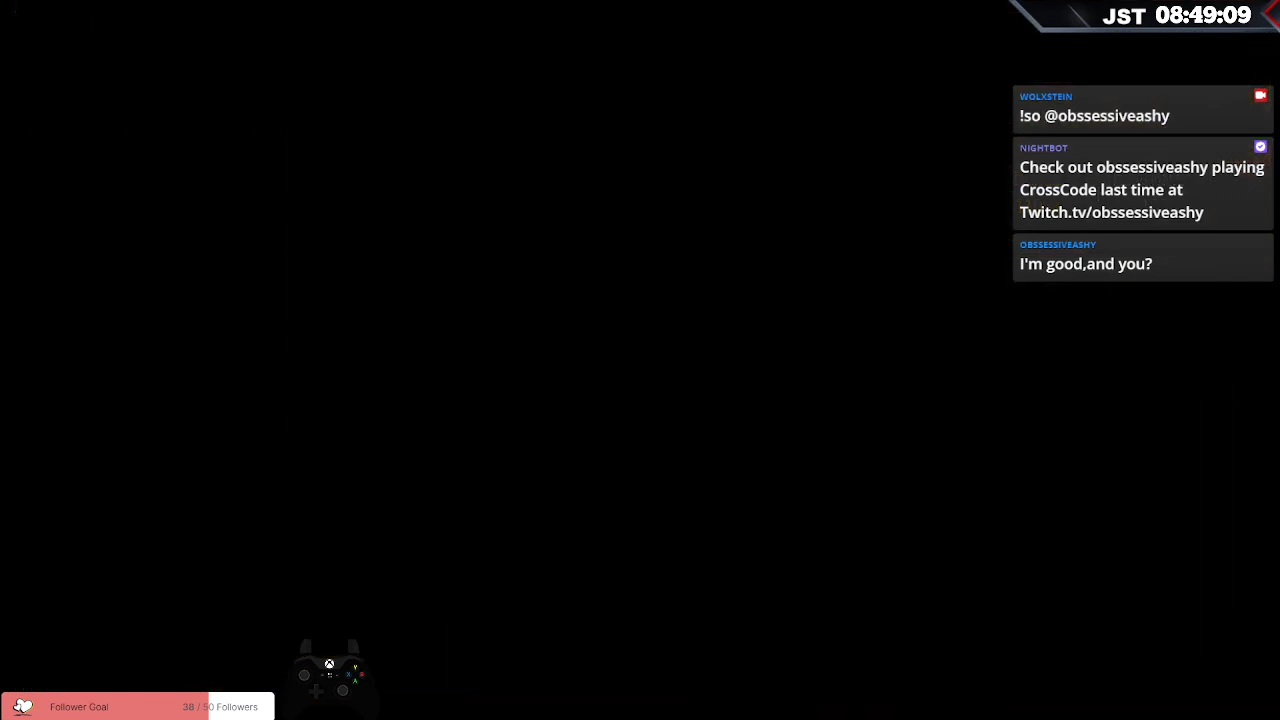 JST 08:49:09
WOLXSTEIN
!so @obssessiveashy
NIGHTBOT
Check out obssessiveashy playing
CrossCode last time at
Twitch.tv/obssessiveashy
OBSSESSIVEASHY
I'm good,and you?
Y
X B
A
Follower Goal 38 / 50 Followers